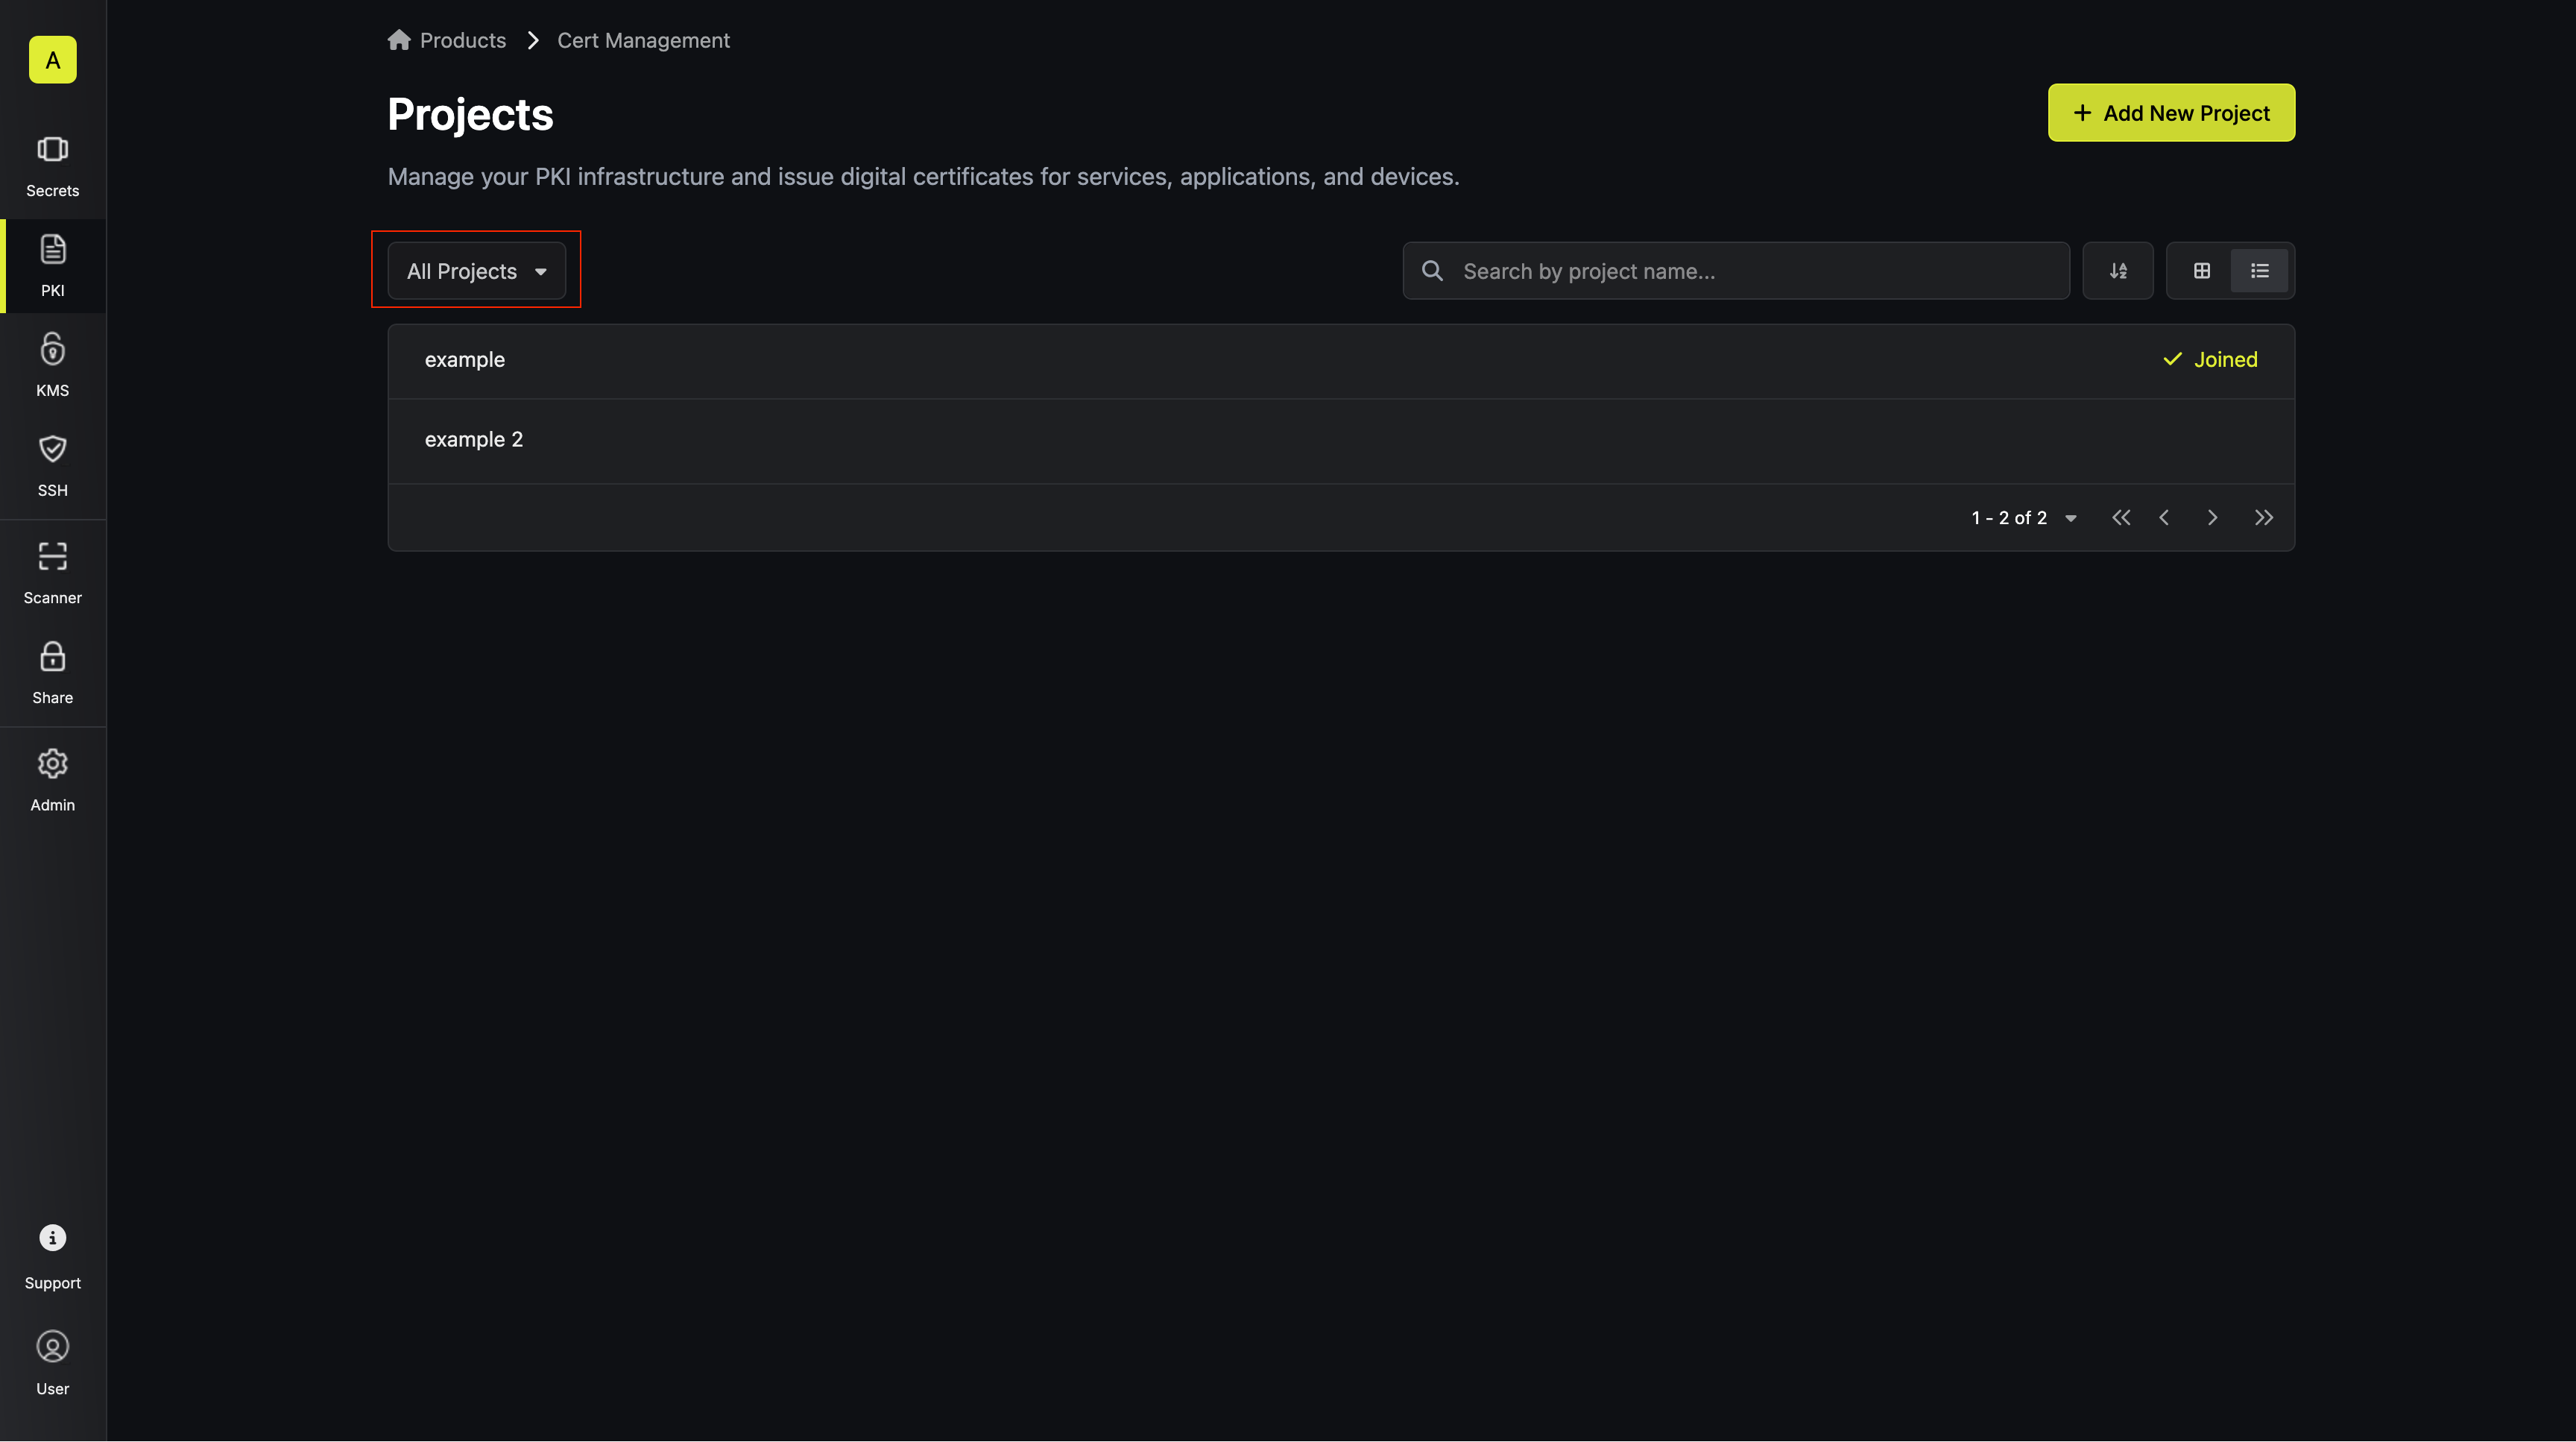 A
Secrets
PKI
KMS
SSH
Scanner
Share
Admin
Support
User
Products Cert Management
Projects
+ Add New Project
Manage your PKI infrastructure and issue digital certificates for services, applications, and devices.
All Projects
Search by project name...
example
Joined
example 2
1 - 2 of 2